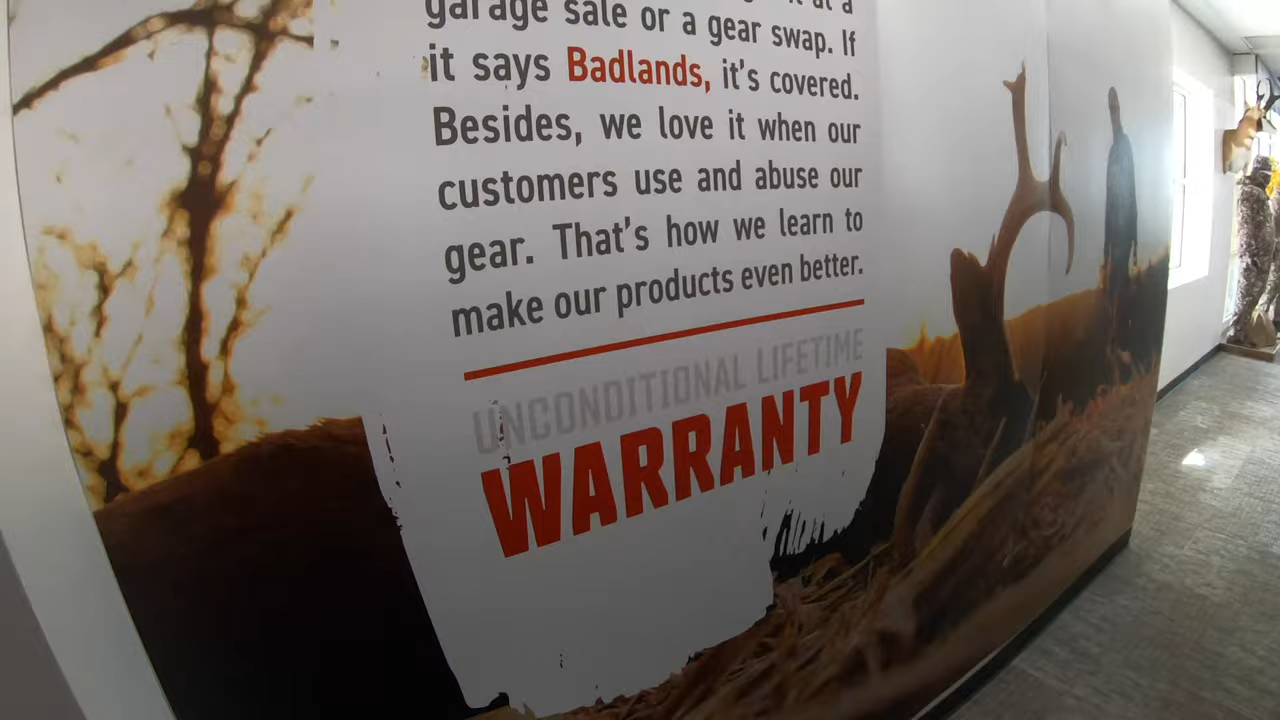 at a
garage sale or a gear swap. If
it says Badlands, it's covered.
Besides, we love it when our
customers use and abuse our
gear. That's how we learn to
make our products even better.
UNCONDITIONAL LIFETIME
WARRANTY